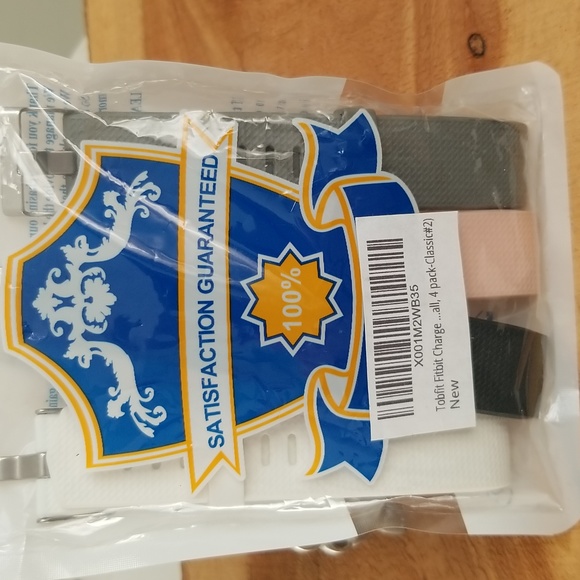 SATISFACTION GUARANTEED
100%
X001M2WB35
Tobfit Fitbit Charge ...all, 4 pack-Classic#2)
New